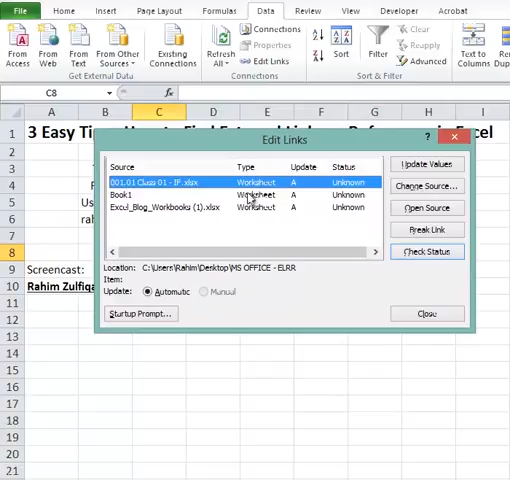 File Home Insert Page Layout Formulas Data Review View Developer Acrobat
From Access From Web From Text From Other Sources Existing Connections Refresh All Connections Properties Edit Links Sort Filter Clear Reapply Advanced Text to Columns
Get External Data Connections Sort & Filter
C8 fx
A B C D E F G H I
1 3 Easy
Excel
2
3
4
5
6
7
8
9 Screencast:
10 Rahim Zulfiqa
11
12
13
14
15
16
17
18
19
20
21
Edit Links
? x
Source Type Update Status
001.01 Class 01 - IF.xlsx Worksheet A Unknown
Book1 Worksheet A Unknown
Excel_Blog_Workbooks (1).xlsx Worksheet A Unknown
Update Values
Change Source...
Open Source
Break Link
Check Status
Location: C:\Users\Rahim\Desktop\MS OFFICE - ELRR
Item:
Update: Automatic Manual
Startup Prompt... Close